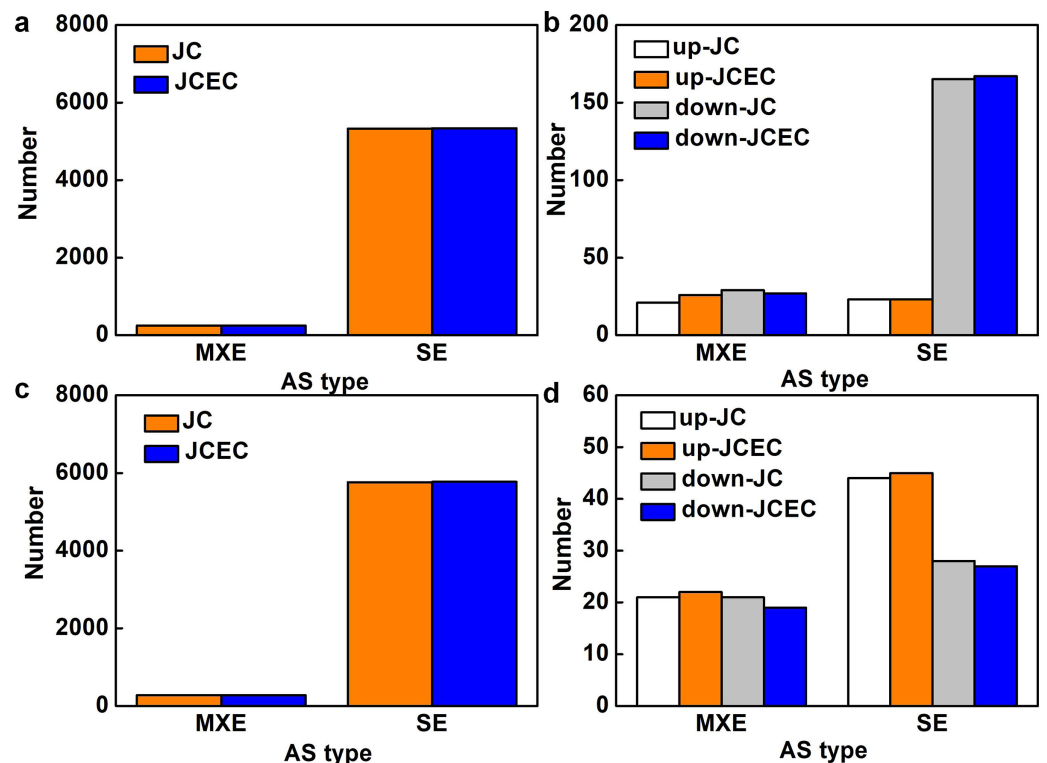 a
8000
6000
4000
2000
0
Number
JC
JCEC
MXE
SE
AS type
b
200
150
100
50
0
Number
up-JC
up-JCEC
down-JC
down-JCEC
MXE
SE
AS type
c
8000
6000
4000
2000
0
Number
JC
JCEC
MXE
SE
AS type
d
60
50
40
30
20
10
0
Number
up-JC
up-JCEC
down-JC
down-JCEC
MXE
SE
AS type